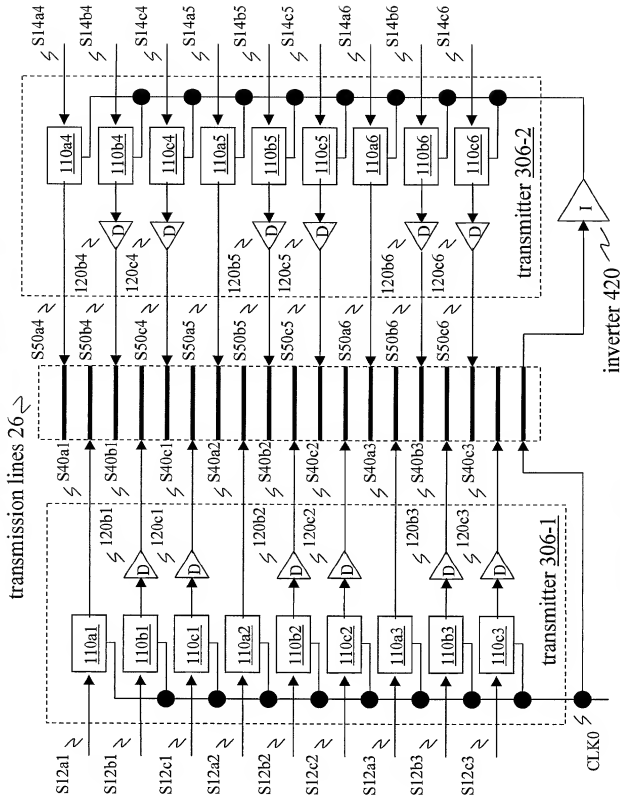 transmission lines 26
S12a1
S12b1
S12c1
S12a2
S12b2
S12c2
S12a3
S12b3
S12c3
CLK0
110a1
110b1
110c1
110a2
110b2
110c2
110a3
110b3
110c3
transmitter 306-1
120b1
D
120c1
D
120b2
D
120c2
D
120b3
D
120c3
D
S40a1
S40b1
S40c1
S40a2
S40b2
S40c2
S40a3
S40b3
S40c3
S50a4
S50b4
S50c4
S50a5
S50b5
S50c5
S50a6
S50b6
S50c6
120b4
D
120c4
D
120b5
D
120c5
D
120b6
D
120c6
D
110a4
110b4
110c4
110a5
110b5
110c5
110a6
110b6
110c6
transmitter 306-2
S14a4
S14b4
S14c4
S14a5
S14b5
S14c5
S14a6
S14b6
S14c6
I
inverter 420